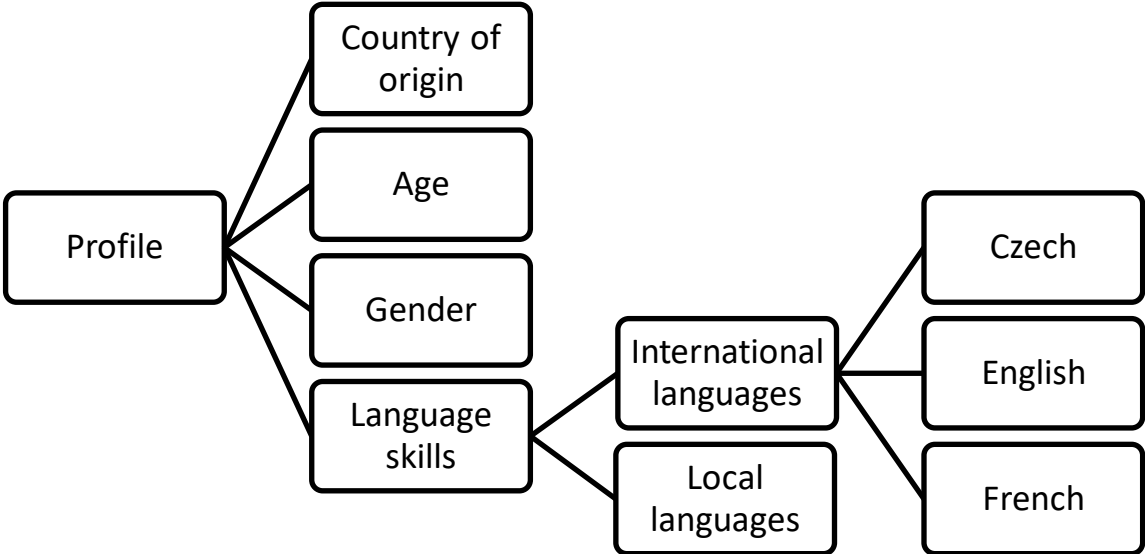 Profile
Country of
origin
Age
Gender
Language
skills
International
languages
Local
languages
Czech
English
French